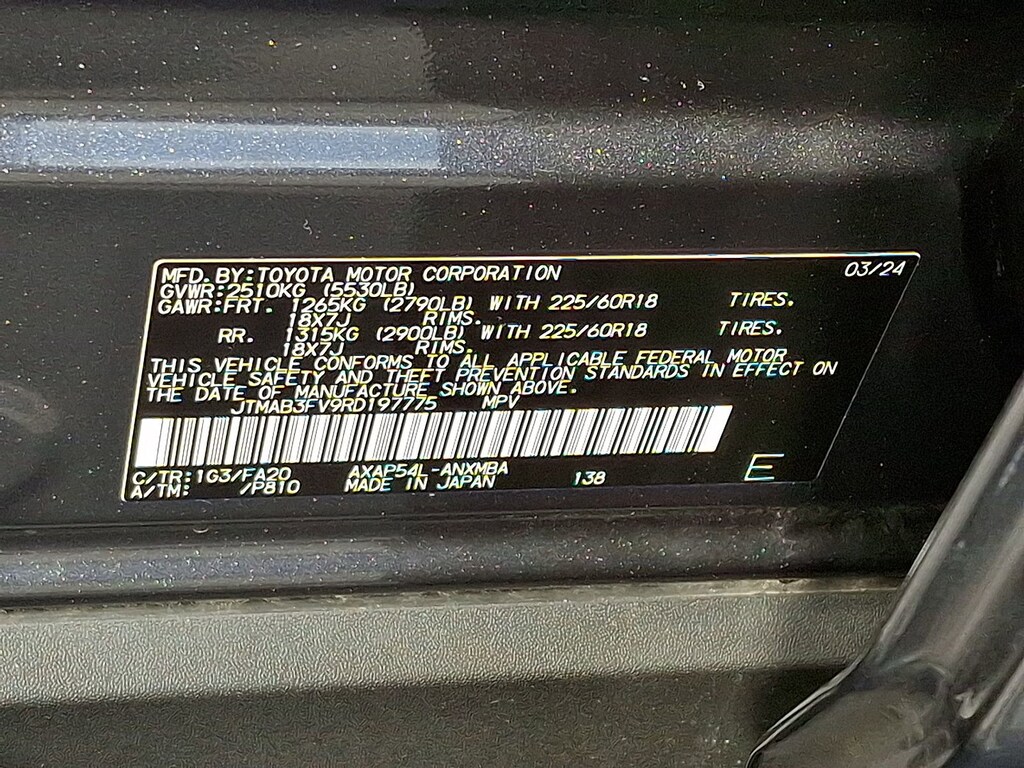 MFD. BY: TOYOTA MOTOR CORPORATION 03/24
GVWR: 2510KG (5530LB)
GAWR: FRT. 1265KG (2790LB) WITH 225/60R18 TIRES.
18X7J RIMS.
RR. 1315KG (2900LB) WITH 225/60R18 TIRES.
18X7J RIMS.
THIS VEHICLE CONFORMS TO ALL APPLICABLE FEDERAL MOTOR
VEHICLE SAFETY AND THEFT PREVENTION STANDARDS IN EFFECT ON
THE DATE OF MANUFACTURE SHOWN ABOVE.
JTMAB3FV9RD197775 MPV
C/TR: 1G3/FA20 AXAP54L-ANXMBA
A/TM: /P810 MADE IN JAPAN 138 E